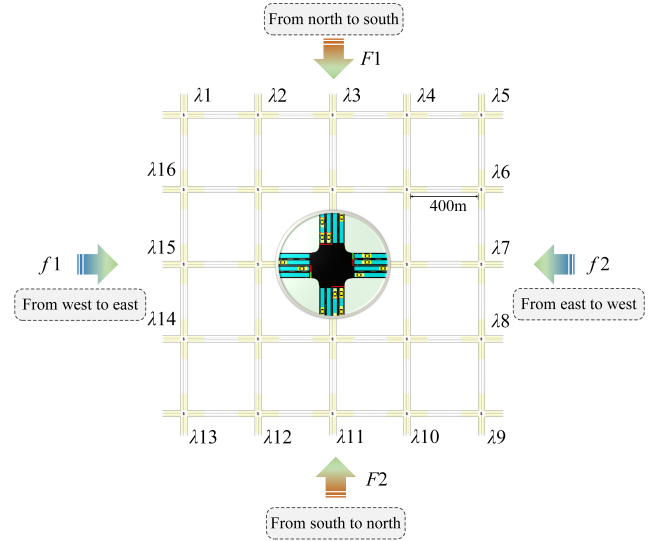 From north to south
F1
λ1 λ2 λ3 λ4 λ5
λ16 λ6
400m
λ15 λ7
f1 f2
From west to east From east to west
λ14 λ8
λ13 λ12 λ11 λ10 λ9
F2
From south to north